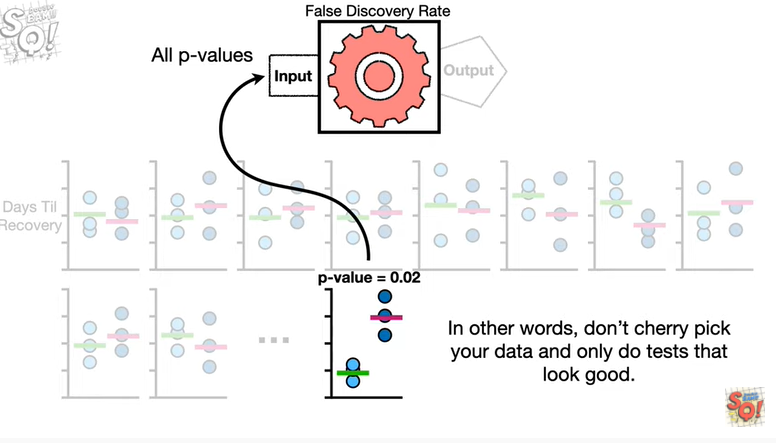 False Discovery Rate
All p-values
Input
Output
Days Til
Recovery
p-value = 0.02
In other words, don't cherry pick
your data and only do tests that
look good.
SQ!